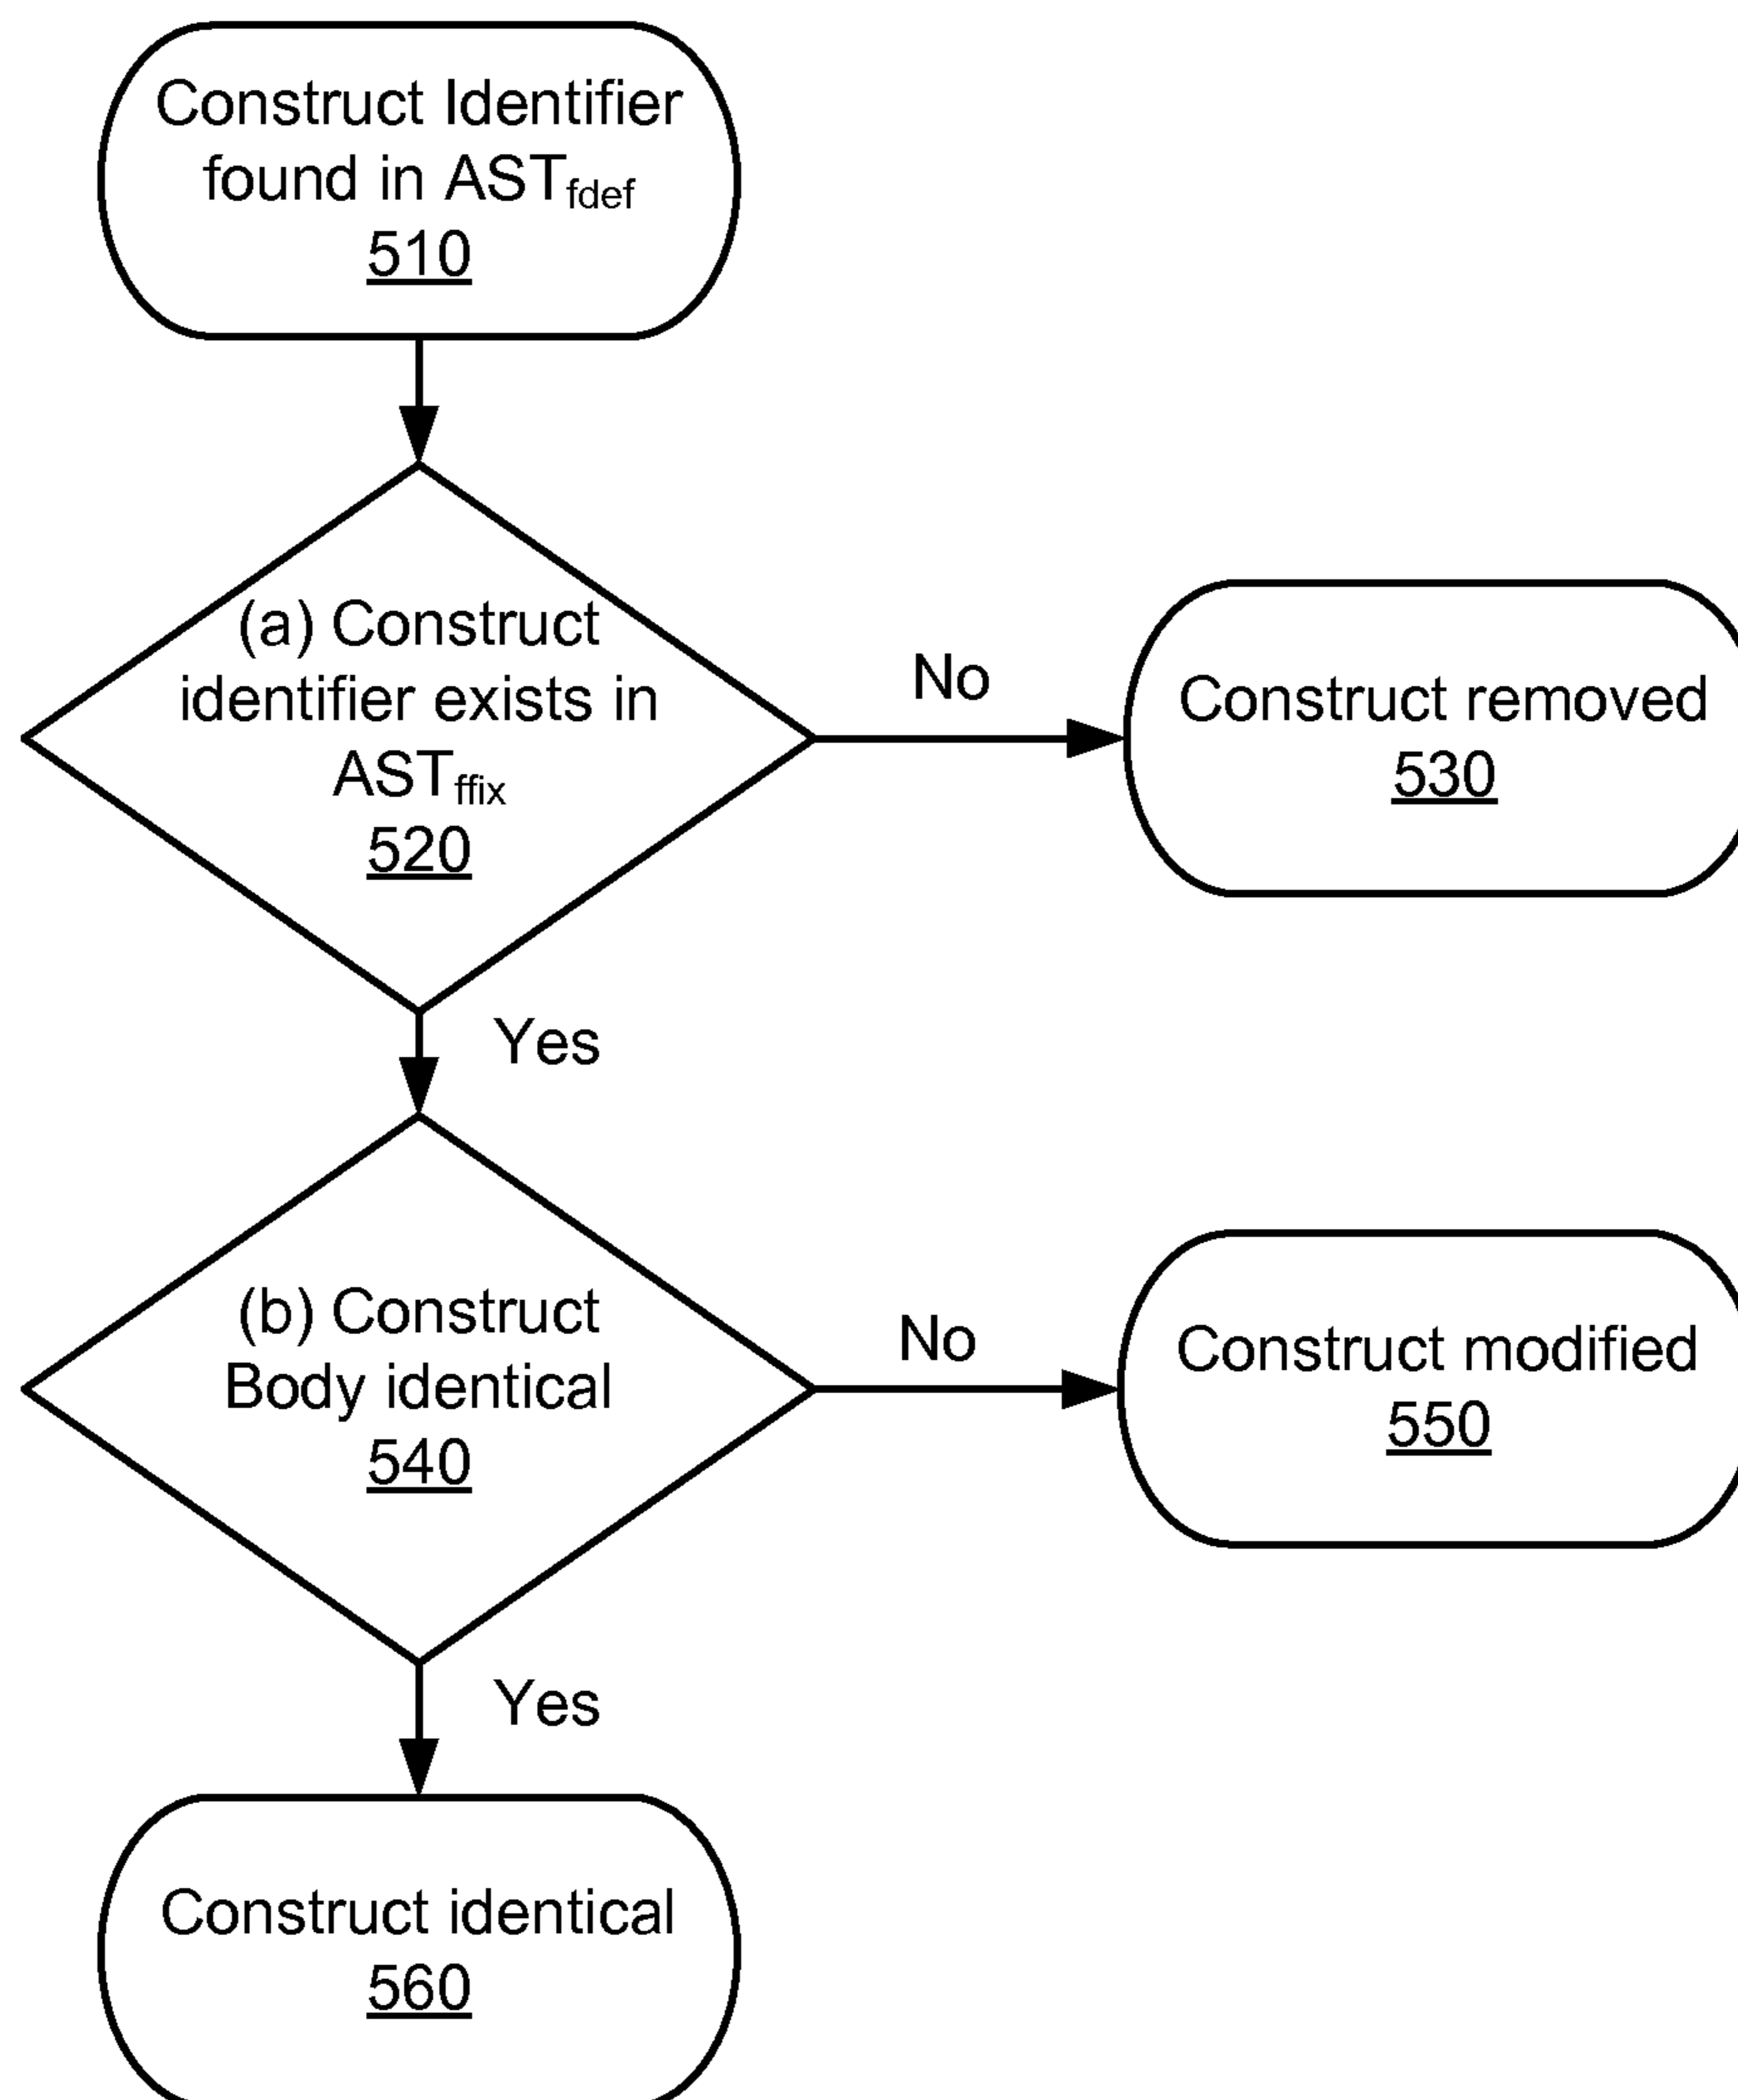 Construct Identifier
found in ASTfdef
510
(a) Construct
identifier exists in
ASTffix
520
No
Construct removed
530
Yes
(b) Construct
Body identical
540
No
Construct modified
550
Yes
Construct identical
560